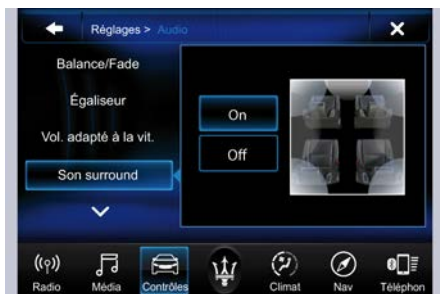 Réglages > Audio
Balance/Fade
Égaliseur
Vol. adapté à la vit.
Son surround
On
Off
Radio
Média
Contrôles
Climat
Nav
Téléphon